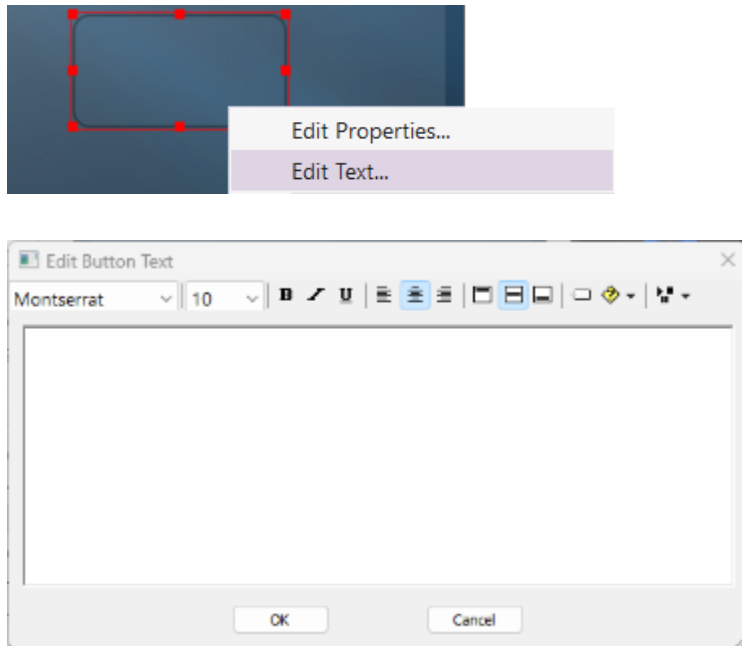 Edit Properties...
Edit Text...
Edit Button Text
Montserrat 10 B I U
OK Cancel